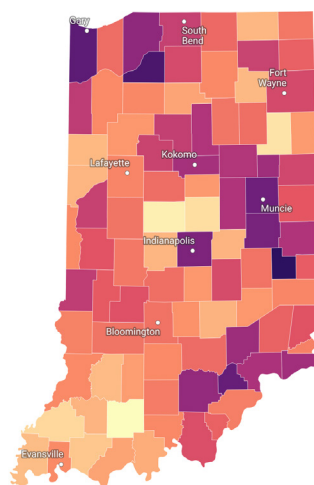 Gary
South
Bend
Fort
Wayne
Kokomo
Lafayette
Muncie
Indianapolis
Bloomington
Evansville